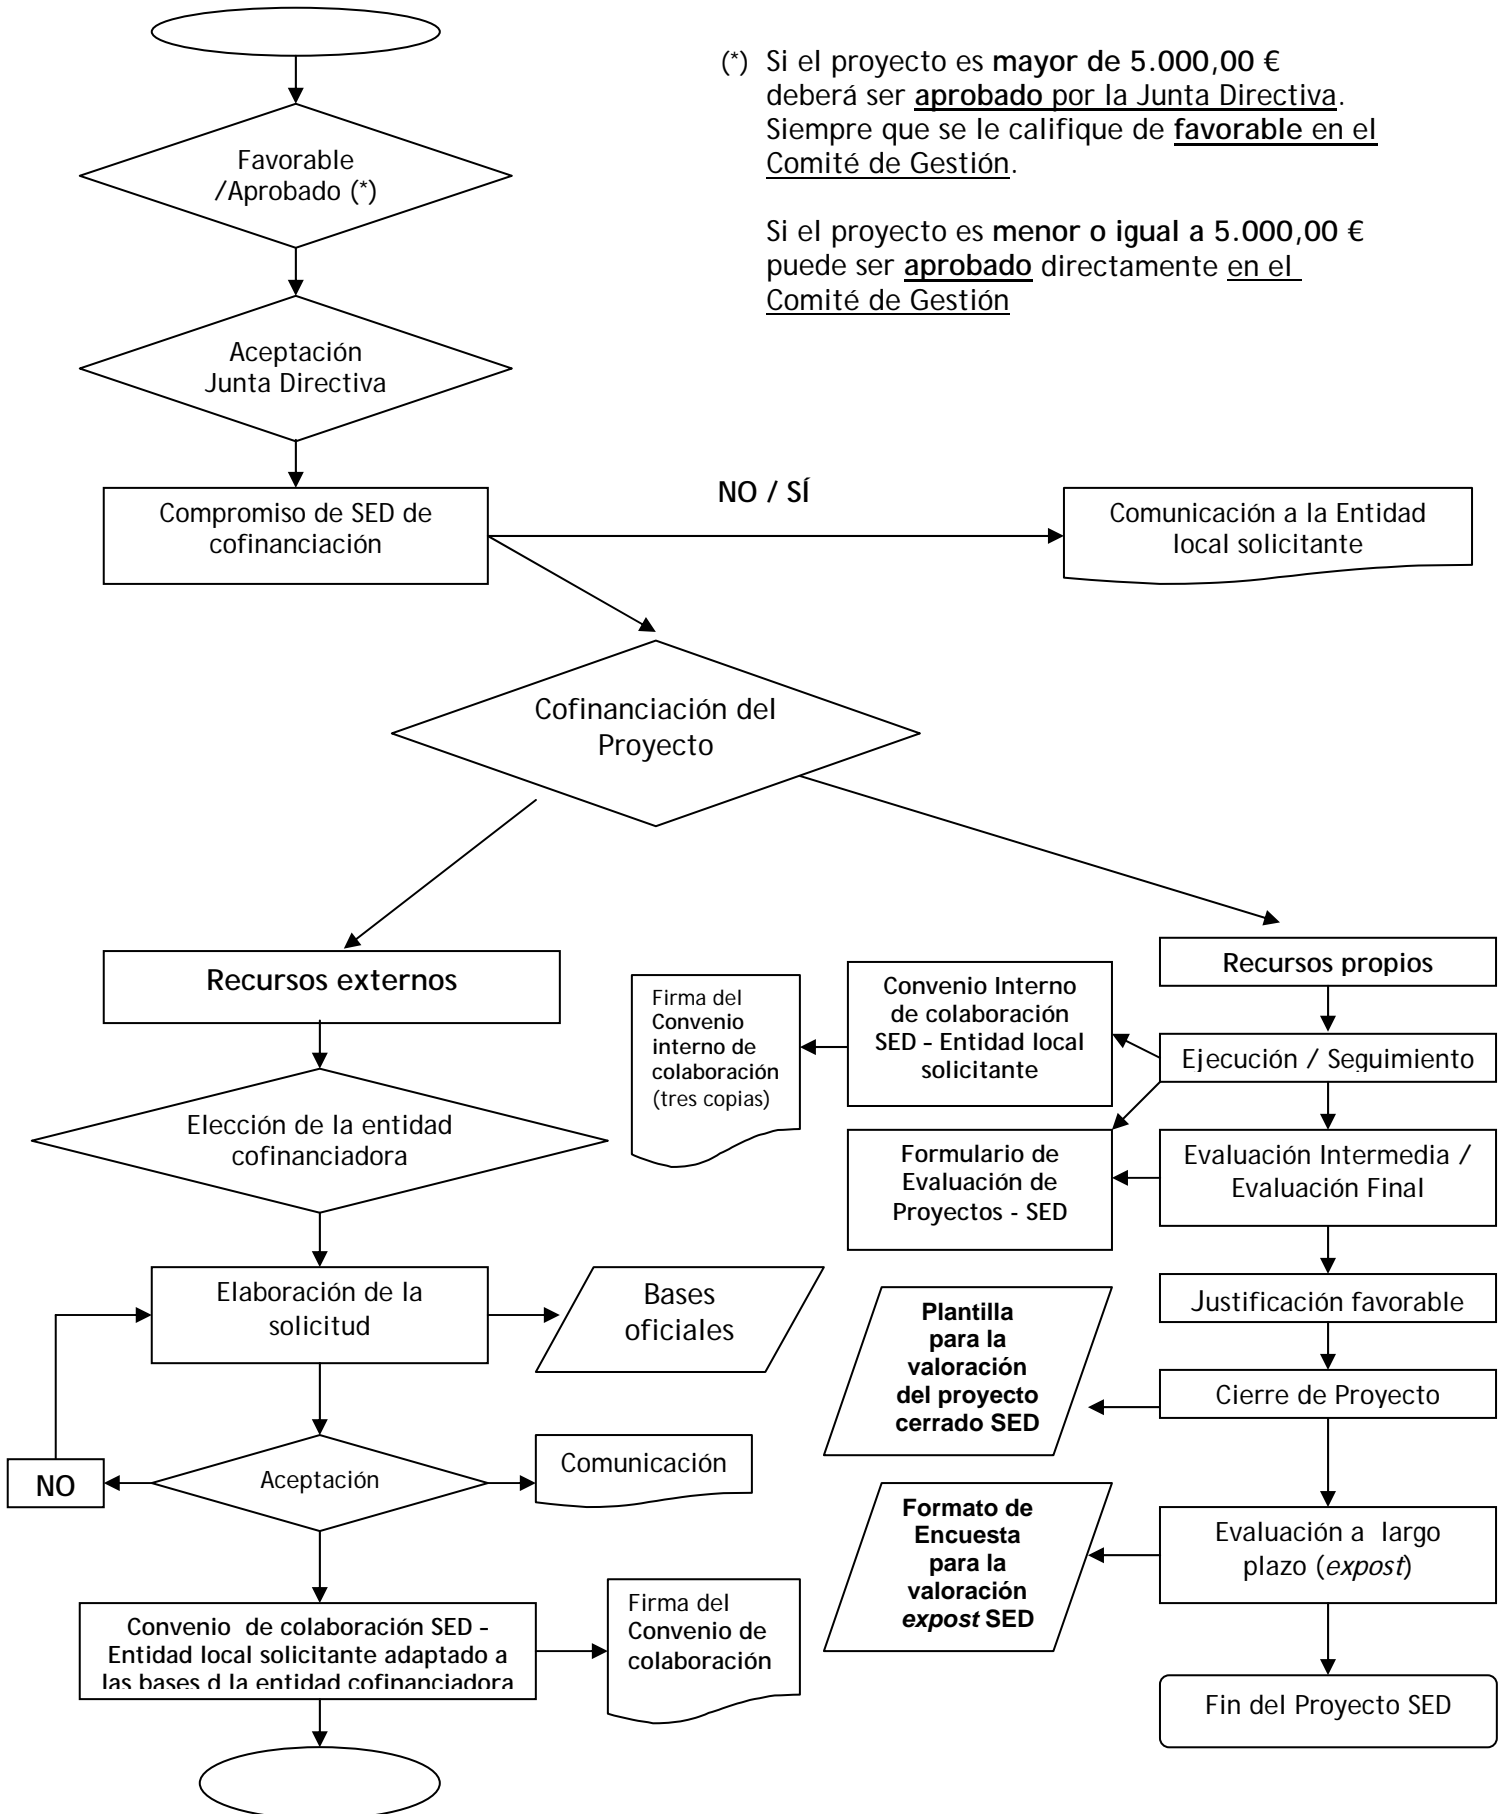 (*) Si el proyecto es mayor de 5.000,00 €
deberá ser aprobado por la Junta Directiva.
Siempre que se le califique de favorable en el
Comité de Gestión.
Si el proyecto es menor o igual a 5.000,00 €
puede ser aprobado directamente en el
Comité de Gestión
Favorable
/Aprobado (*)
Aceptación
Junta Directiva
Compromiso de SED de
cofinanciación
NO / SÍ
Comunicación a la Entidad
local solicitante
Cofinanciación del
Proyecto
Recursos externos
Elección de la entidad
cofinanciadora
Elaboración de la
solicitud
Bases
oficiales
Aceptación
NO
Comunicación
Convenio de colaboración SED –
Entidad local solicitante adaptado a
las bases d la entidad cofinanciadora
Firma del
Convenio de
colaboración
Recursos propios
Ejecución / Seguimiento
Convenio Interno
de colaboración
SED – Entidad local
solicitante
Firma del
Convenio
interno de
colaboración
(tres copias)
Formulario de
Evaluación de
Proyectos - SED
Evaluación Intermedia /
Evaluación Final
Justificación favorable
Cierre de Proyecto
Plantilla
para la
valoración
del proyecto
cerrado SED
Evaluación a largo
plazo (expost)
Formato de
Encuesta
para la
valoración
expost SED
Fin del Proyecto SED